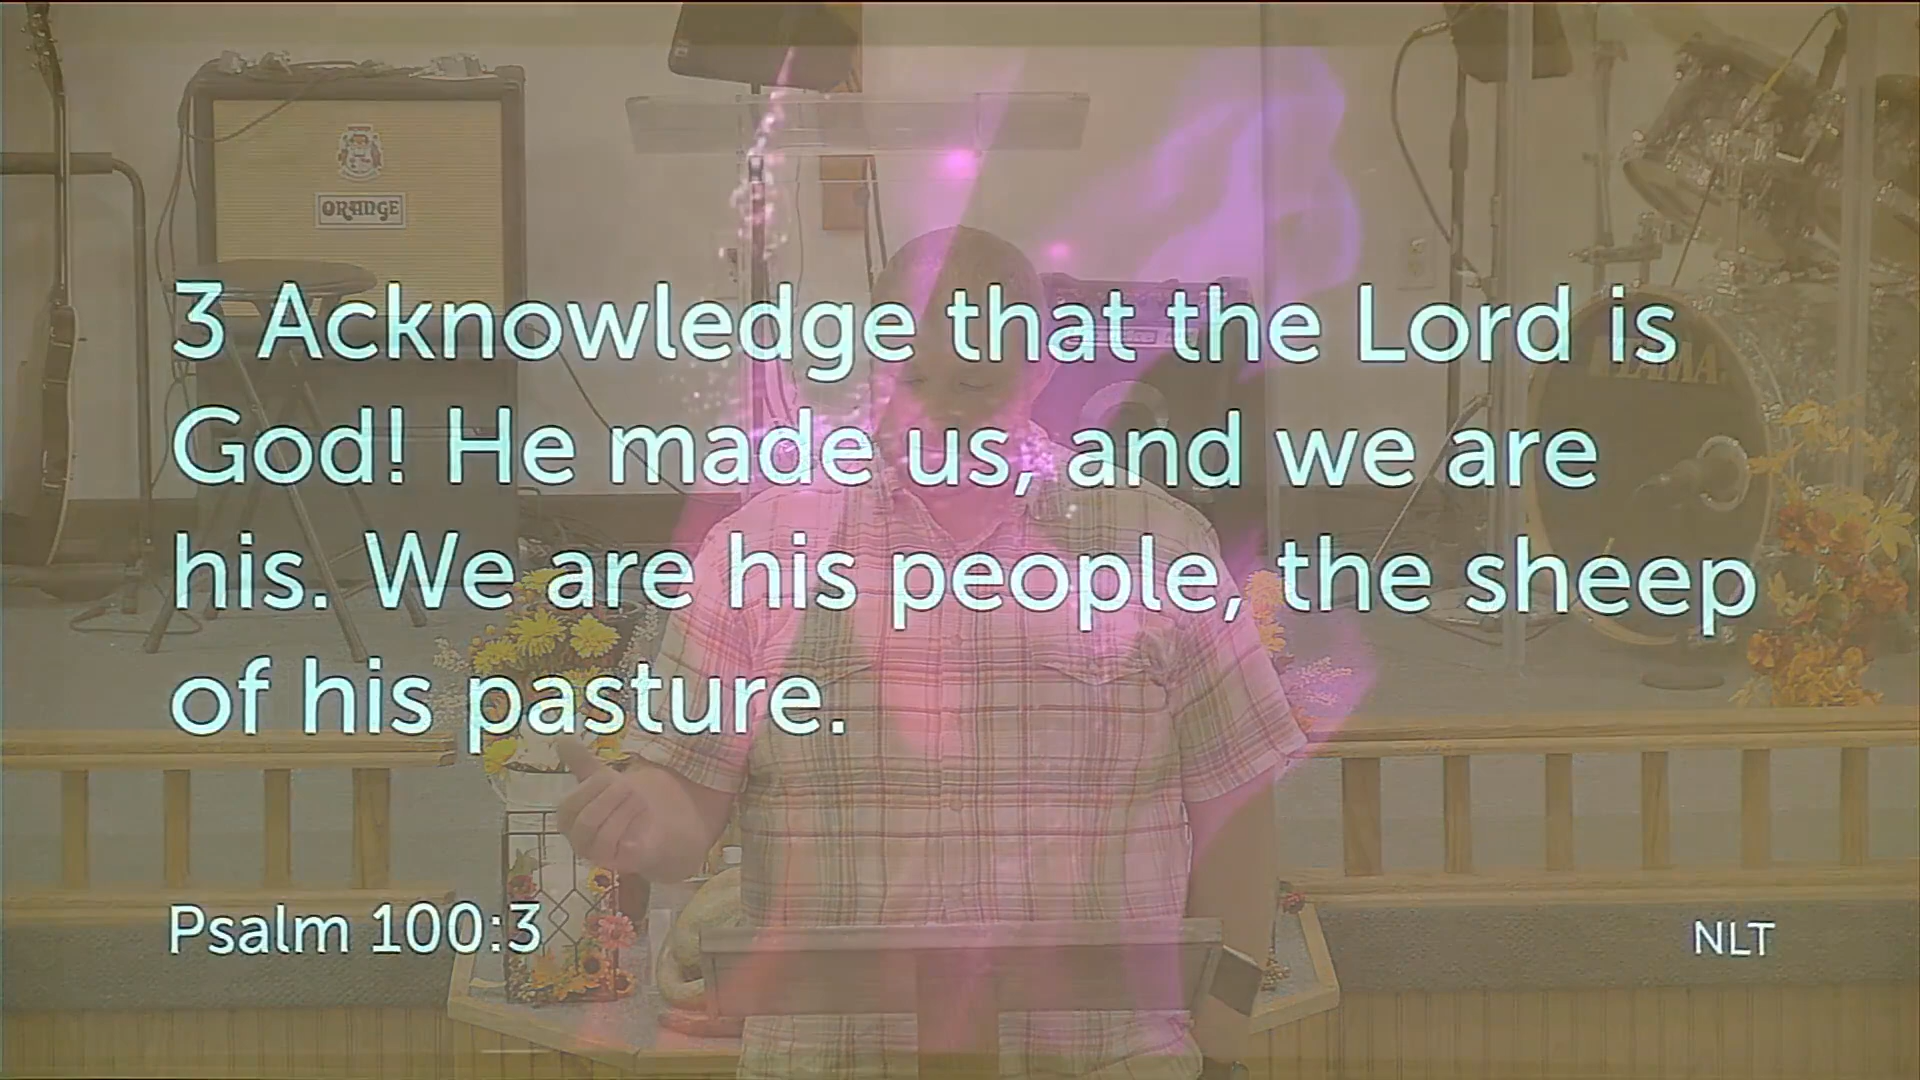 ORANGE
3 Acknowledge that the Lord is
God! He made us, and we are
his. We are his people, the sheep
of his pasture.
TAMA
Psalm 100:3
NLT